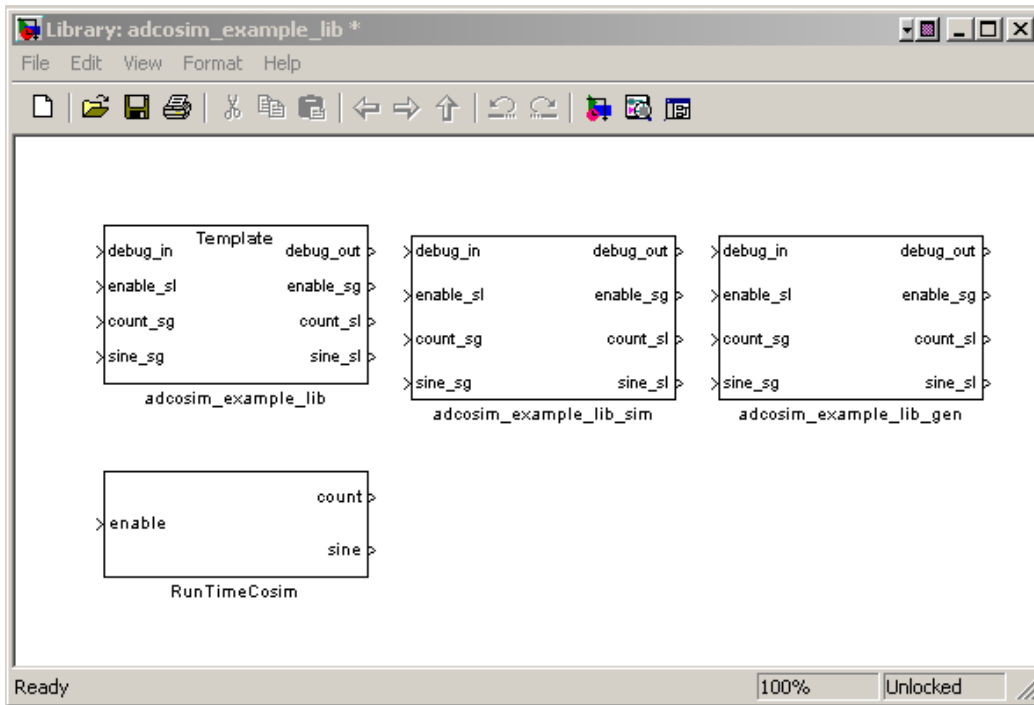 Library: adcosim_example_lib *
File Edit View Format Help
Template
debug_in debug_out
enable_sl enable_sg
count_sg count_sl
sine_sg sine_sl
adcosim_example_lib
debug_in debug_out
enable_sl enable_sg
count_sg count_sl
sine_sg sine_sl
adcosim_example_lib_sim
debug_in debug_out
enable_sl enable_sg
count_sg count_sl
sine_sg sine_sl
adcosim_example_lib_gen
count
enable
sine
RunTimeCosim
Ready 100% Unlocked